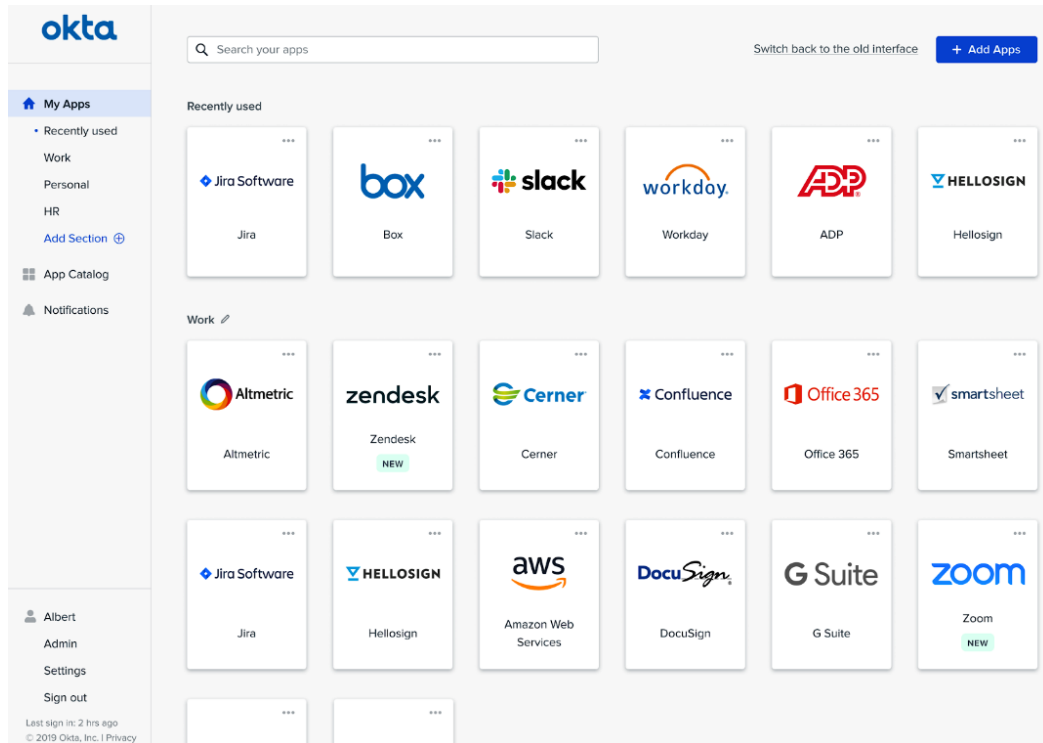 okta
Search your apps
Switch back to the old interface
+ Add Apps
My Apps
• Recently used
Work
Personal
HR
Add Section
App Catalog
Notifications
Recently used
Jira Software
Jira
box
Box
slack
Slack
workday.
Workday
ADP
ADP
HELLOSIGN
Hellosign
Work
Altmetric
Altmetric
zendesk
Zendesk
NEW
Cerner
Cerner
Confluence
Confluence
Office 365
Office 365
smartsheet
Smartsheet
Jira Software
Jira
HELLOSIGN
Hellosign
aws
Amazon Web
Services
DocuSign
DocuSign
G Suite
G Suite
zoom
Zoom
NEW
Albert
Admin
Settings
Sign out
Last sign in: 2 hrs ago
© 2019 Okta, Inc. | Privacy